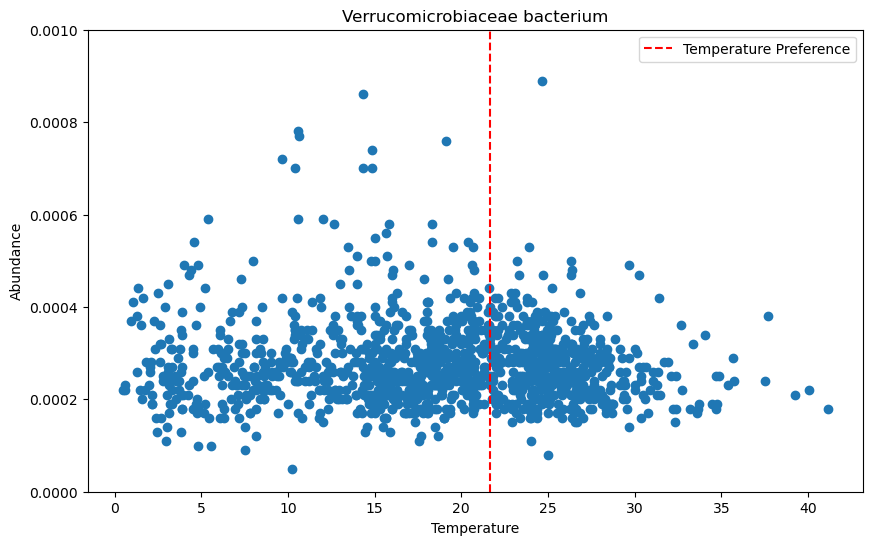 Verrucomicrobiaceae bacterium
0.0010
Temperature Preference
0.0008
0.0006
Abundance
0.0004
0.0002
0.0000
0 5 10 15 20 25 30 35 40
Temperature